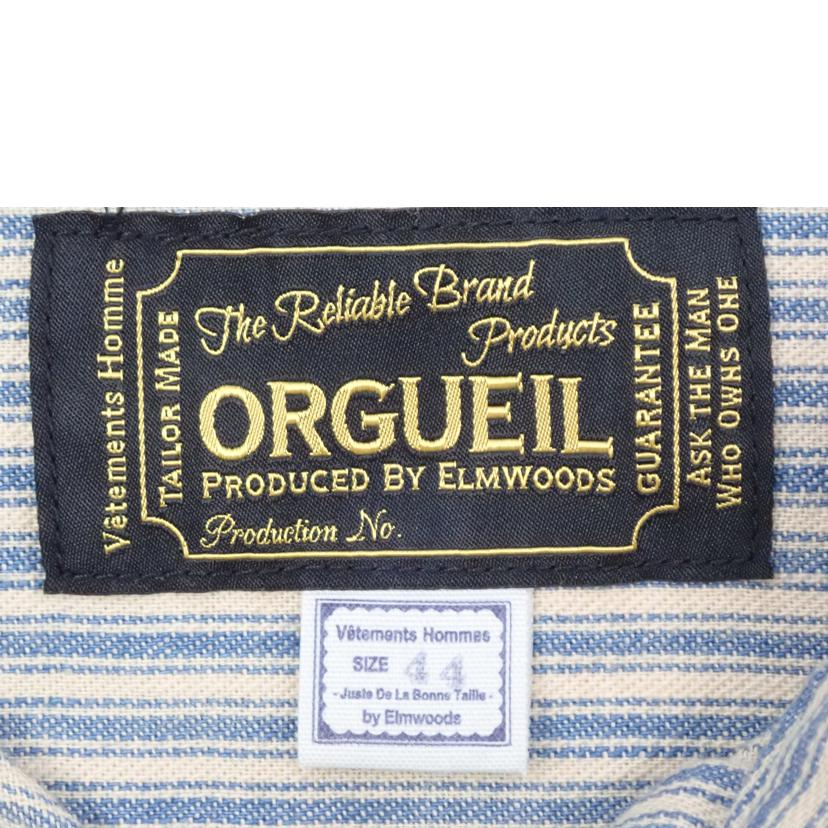 Vêtements Homme
TAILOR MADE
The Reliable Brand
Products
ORGUEIL
PRODUCED BY ELMWOODS
Production No.
GUARANTEE
ASK THE MAN
WHO OWNS ONE
Vêtements Hommes
SIZE 44
- Juste De La Bonne Taille -
by Elmwoods